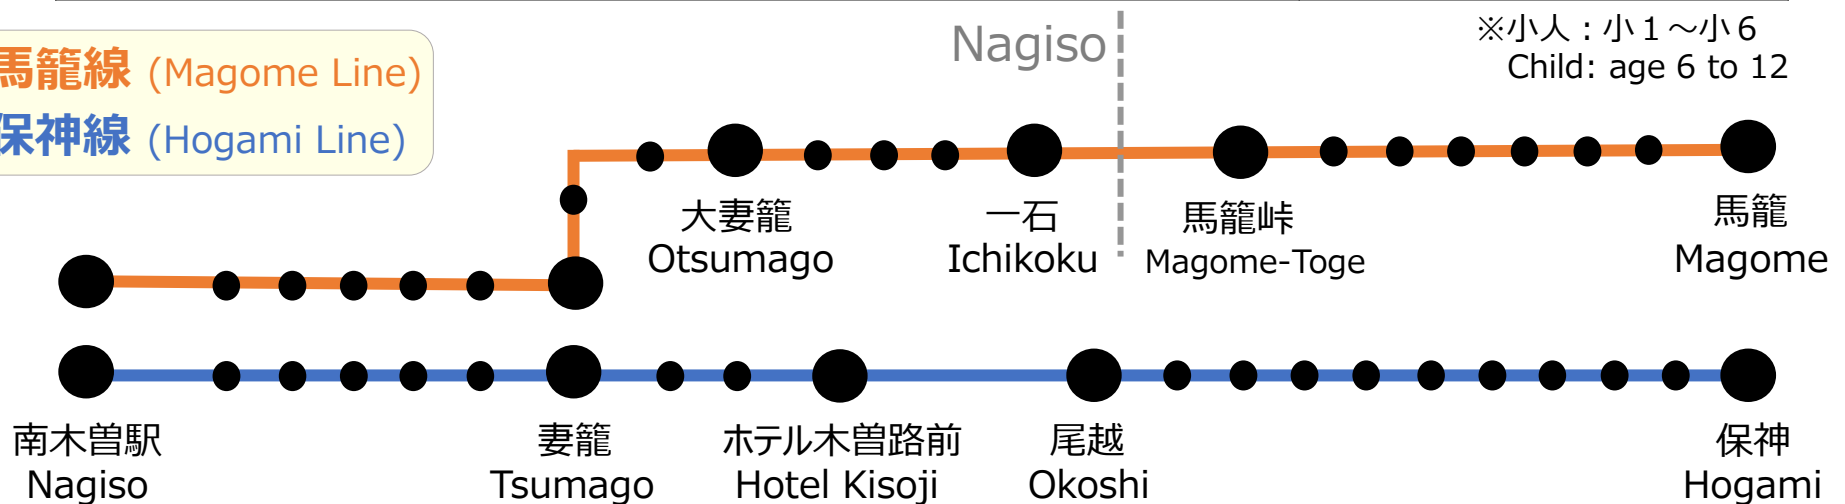 馬籠線 (Magome Line)
保神線 (Hogami Line)
Nagiso
※小人：小１～小６
Child: age 6 to 12
大妻籠
Otsumago
一石
Ichikoku
馬籠峠
Magome-Toge
馬籠
Magome
南木曽駅
Nagiso
妻籠
Tsumago
ホテル木曽路前
Hotel Kisoji
尾越
Okoshi
保神
Hogami